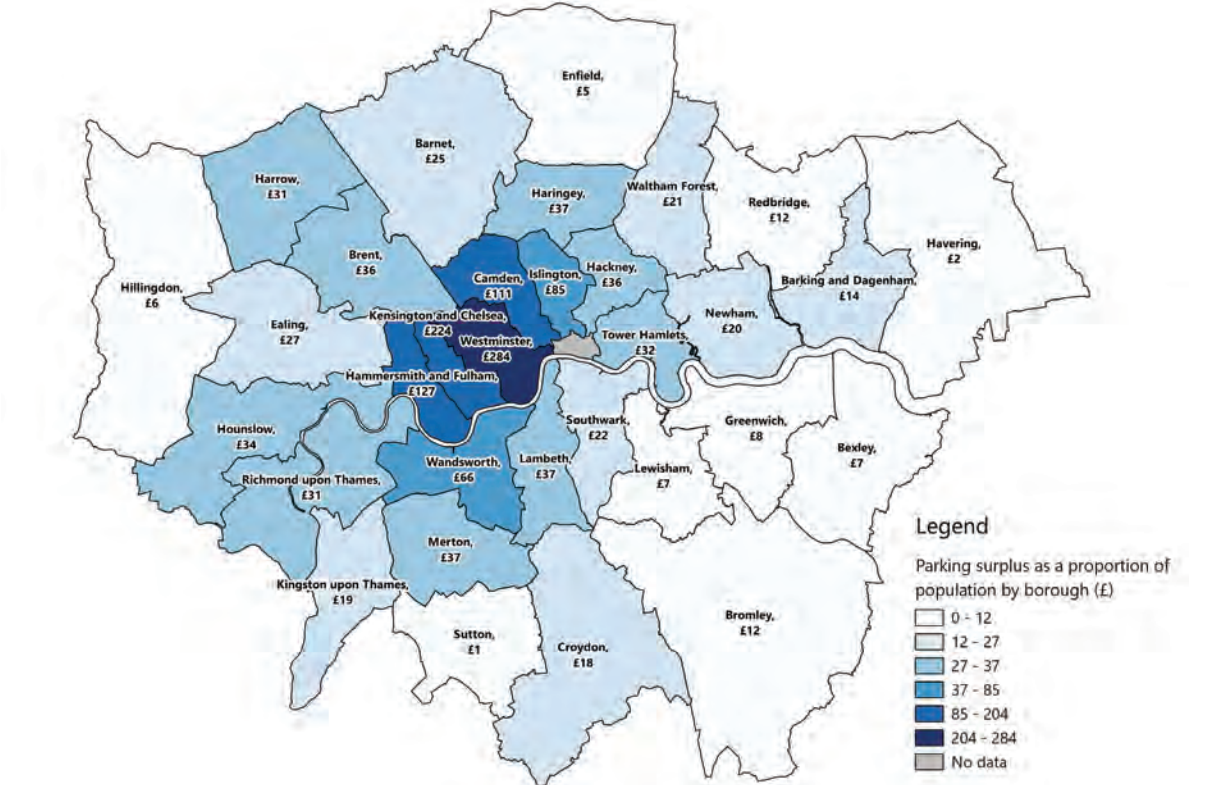 Enfield,
£5
Barnet,
£25
Harrow,
£31
Haringey,
£37
Waltham Forest,
£21
Redbridge,
£12
Havering,
£2
Brent,
£36
Camden,
£111
Islington,
£85
Hackney,
£36
Barking and Dagenham,
£14
Hillingdon,
£6
Ealing,
£27
Kensington and Chelsea,
£224
Westminster,
£284
Tower Hamlets,
£32
Newham,
£20
Hammersmith and Fulham,
£127
Hounslow,
£34
Richmond upon Thames,
£31
Wandsworth,
£66
Lambeth,
£37
Southwark,
£22
Lewisham,
£7
Greenwich,
£8
Bexley,
£7
Merton,
£37
Kingston upon Thames,
£19
Sutton,
£1
Croydon,
£18
Bromley,
£12
Legend
Parking surplus as a proportion of
population by borough (£)
0 - 12
12 - 27
27 - 37
37 - 85
85 - 204
204 - 284
No data